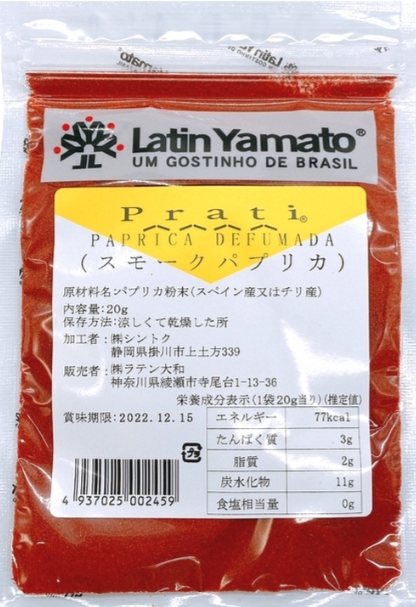 Latin Yamato®
UM GOSTINHO DE BRASIL
Prati®
PAPRICA DEFUMADA
(スモークパプリカ)
原材料名:パプリカ粉末(スペイン産又はチリ産)
内容量:20g
保存方法:涼しくて乾燥した所
加工者:㈱シントク
静岡県掛川市上土方339
販売者:㈱ラテン大和
神奈川県綾瀬市寺尾台1-13-36
栄養成分表示(1袋20g当り)(推定値)
賞味期限:2022.12.15
エネルギー 77kcal
たんぱく質 3g
脂質 2g
炭水化物 11g
食塩相当量 0g
プラ
4 937025 002459